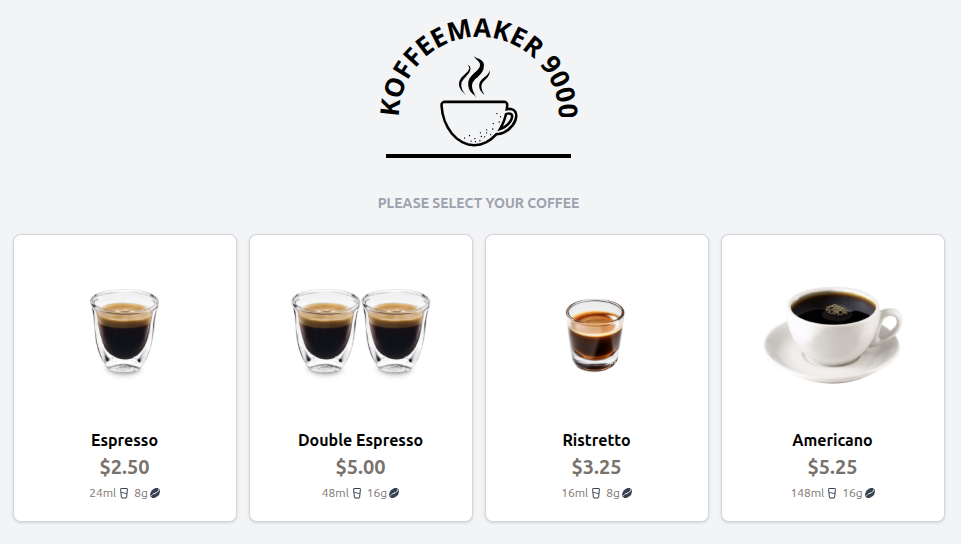 KOFFEEMAKER 9000
PLEASE SELECT YOUR COFFEE
Espresso
$2.50
24ml 8g
Double Espresso
$5.00
48ml 16g
Ristretto
$3.25
16ml 8g
Americano
$5.25
148ml 16g